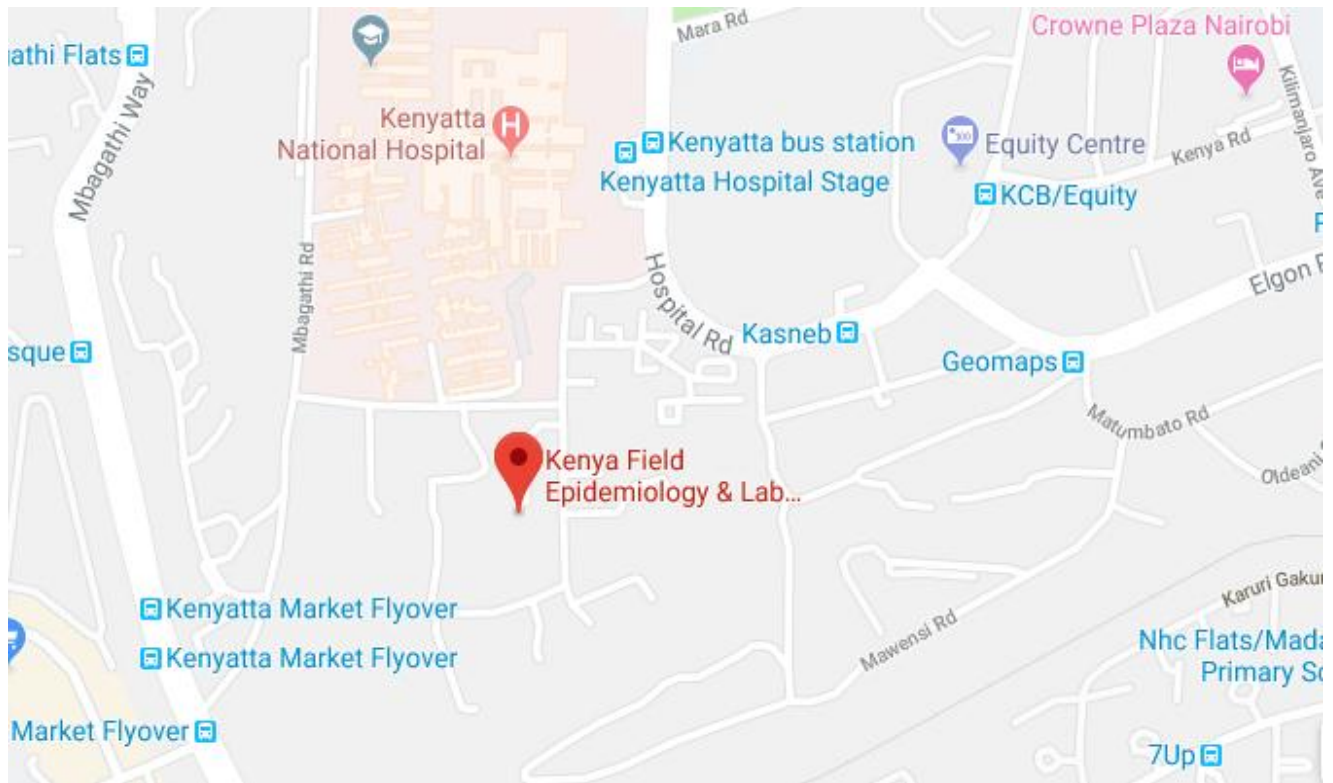 Mara Rd
Crowne Plaza Nairobi
athi Flats
Kenyatta
National Hospital
Mbagathi Way
Kenyatta bus station
Kenyatta Hospital Stage
Equity Centre
Kenya Rd
Kilimanjaro Ave
KCB/Equity
P
Mbagathi Rd
Hospital Rd
Elgon
Kasneb
sque
Geomaps
Matumbato Rd
Kenya Field
Epidemiology & Lab...
Oldeani
Karuri Gakur
Kenyatta Market Flyover
Mawensi Rd
Nhc Flats/Mada
Primary Sc
Kenyatta Market Flyover
Market Flyover
7Up